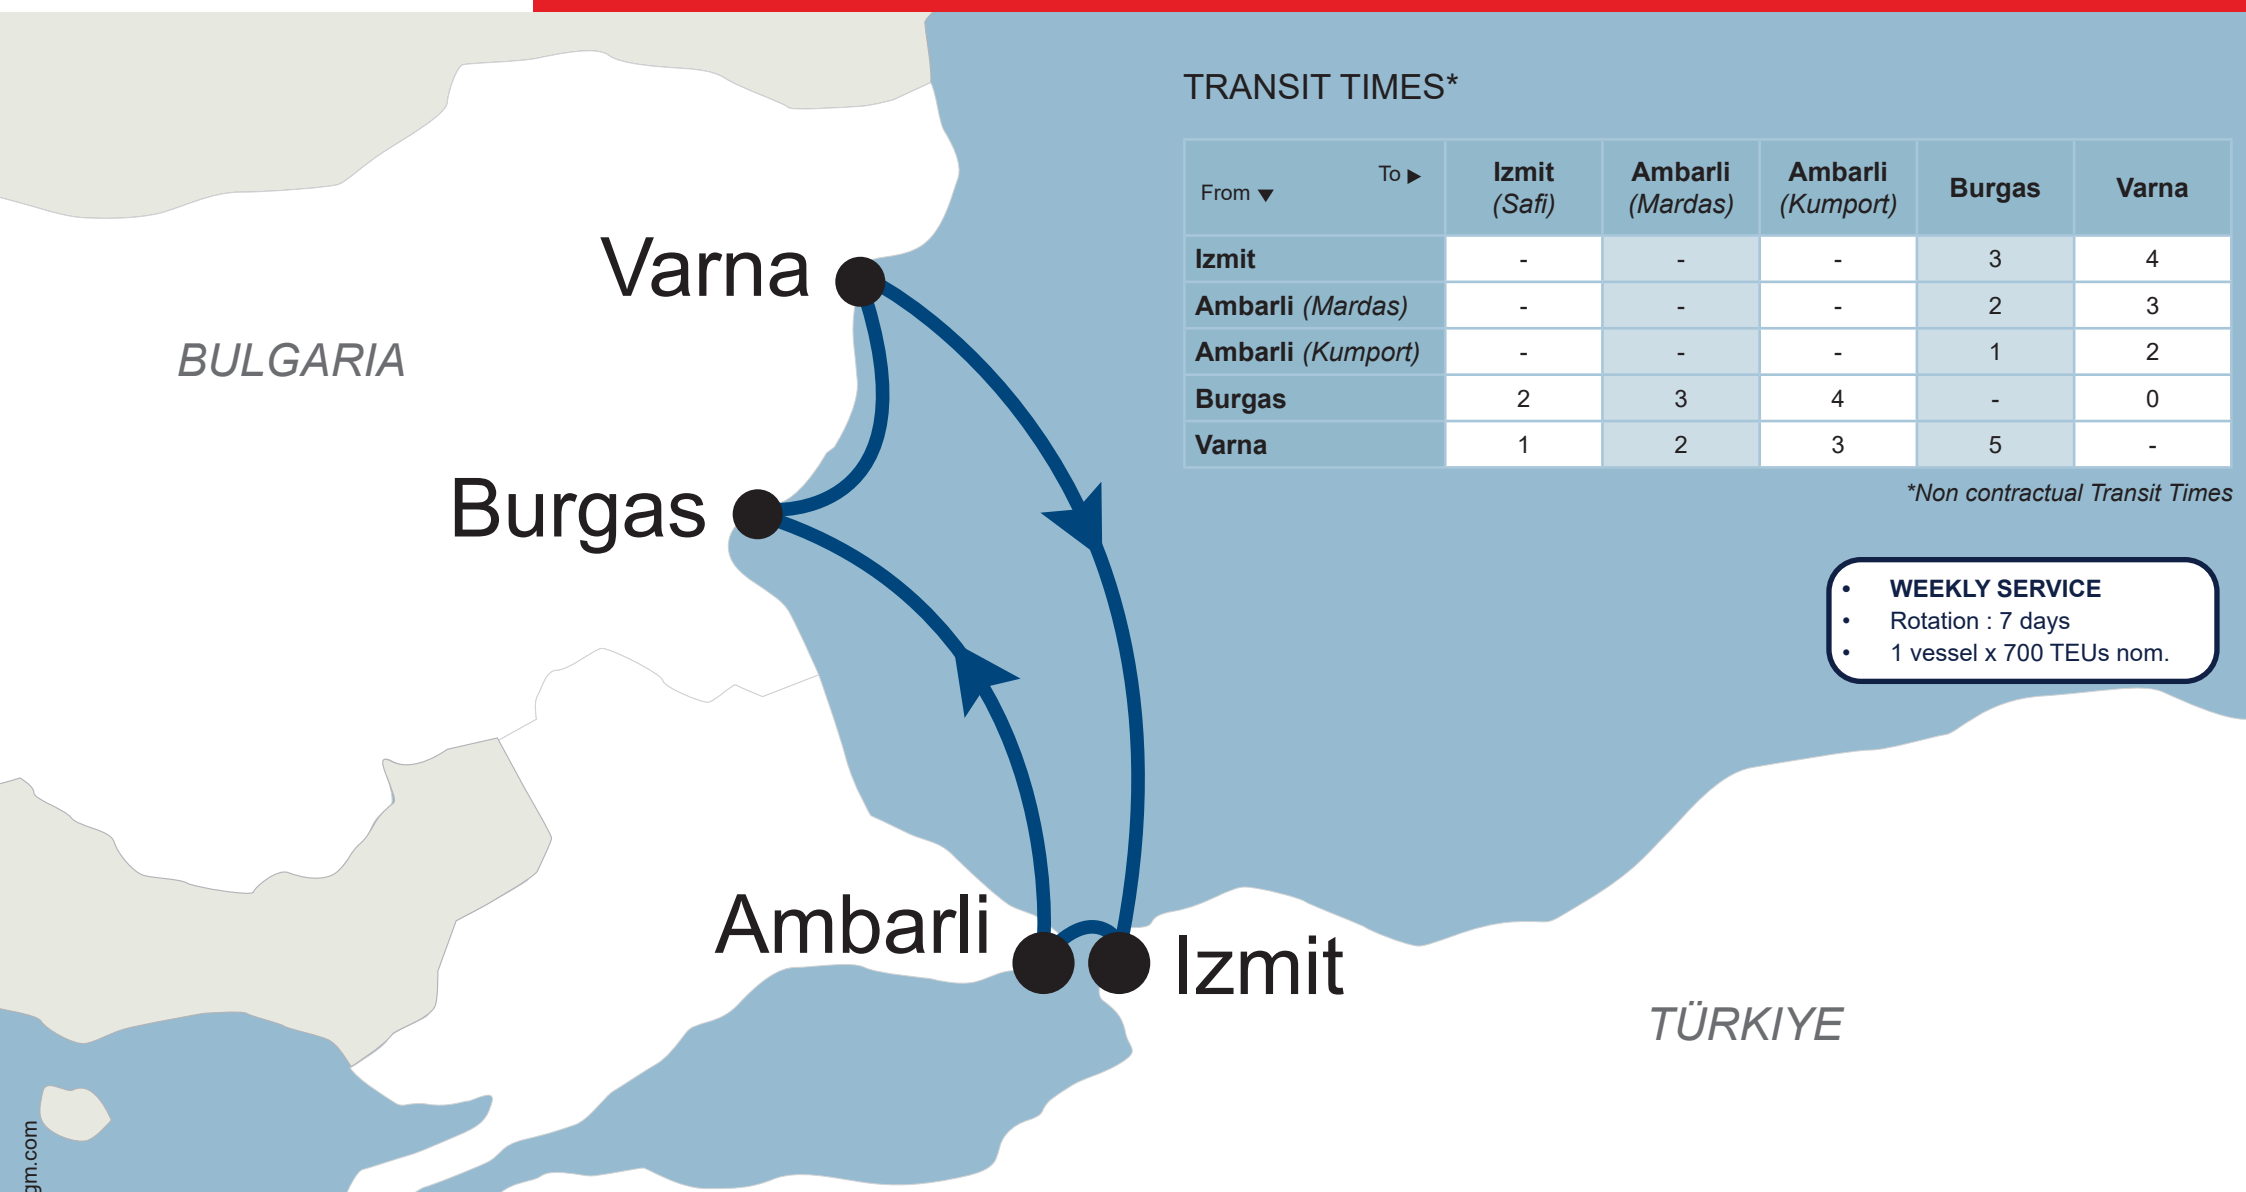 TRANSIT TIMES*
From ▼ To ► Izmit (Safi) Ambarli (Mardas) Ambarli (Kumport) Burgas Varna
Izmit - - - 3 4
Ambarli (Mardas) - - - 2 3
Ambarli (Kumport) - - - 1 2
Burgas 2 3 4 - 0
Varna 1 2 3 5 -
*Non contractual Transit Times
• WEEKLY SERVICE
• Rotation : 7 days
• 1 vessel x 700 TEUs nom.
Varna
BULGARIA
Burgas
Ambarli
Izmit
TÜRKIYE